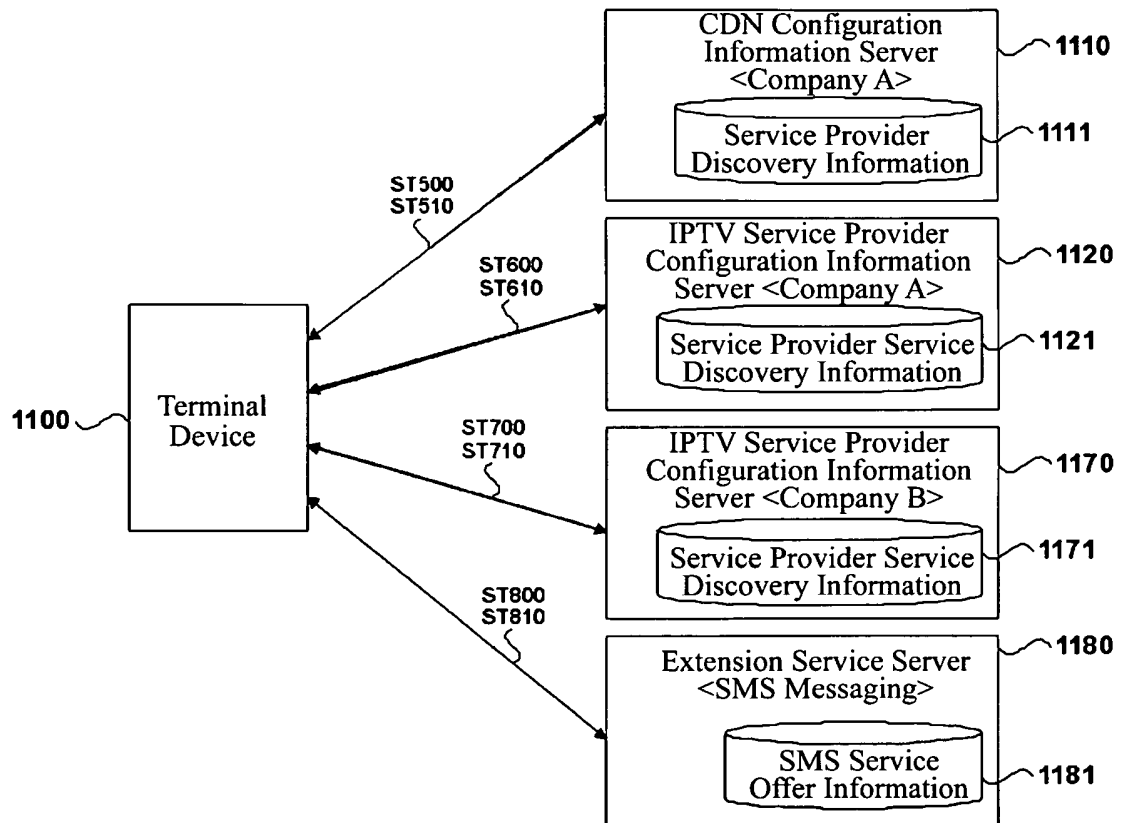 CDN Configuration
Information Server
<Company A>
1110
Service Provider
Discovery Information
1111
ST500
ST510
IPTV Service Provider
Configuration Information
Server <Company A>
1120
Service Provider Service
Discovery Information
1121
ST600
ST610
1100
Terminal
Device
ST700
ST710
IPTV Service Provider
Configuration Information
Server <Company B>
1170
Service Provider Service
Discovery Information
1171
ST800
ST810
Extension Service Server
<SMS Messaging>
1180
SMS Service
Offer Information
1181